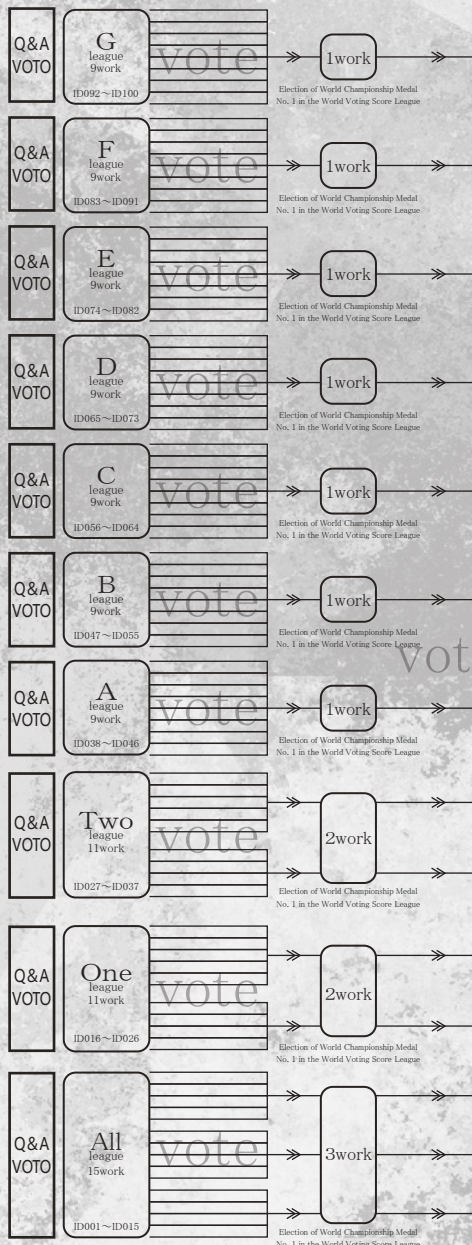 Q&A
VOTO
G
league
9work
ID092～ID100
vote
1work
Election of World Championship Medal
No. 1 in the World Voting Score League
Q&A
VOTO
F
league
9work
ID083～ID091
vote
1work
Election of World Championship Medal
No. 1 in the World Voting Score League
Q&A
VOTO
E
league
9work
ID074～ID082
vote
1work
Election of World Championship Medal
No. 1 in the World Voting Score League
Q&A
VOTO
D
league
9work
ID065～ID073
vote
1work
Election of World Championship Medal
No. 1 in the World Voting Score League
Q&A
VOTO
C
league
9work
ID056～ID064
vote
1work
Election of World Championship Medal
No. 1 in the World Voting Score League
Q&A
VOTO
B
league
9work
ID047～ID055
vote
1work
Election of World Championship Medal
No. 1 in the World Voting Score League
vot
Q&A
VOTO
A
league
9work
ID038～ID046
vote
1work
Election of World Championship Medal
No. 1 in the World Voting Score League
Q&A
VOTO
Two
league
11work
ID027～ID037
vote
2work
Election of World Championship Medal
No. 1 in the World Voting Score League
Q&A
VOTO
One
league
11work
ID016～ID026
vote
2work
Election of World Championship Medal
No. 1 in the World Voting Score League
Q&A
VOTO
All
league
15work
ID001～ID015
vote
3work
Election of World Championship Medal
No. 1 in the World Voting Score League